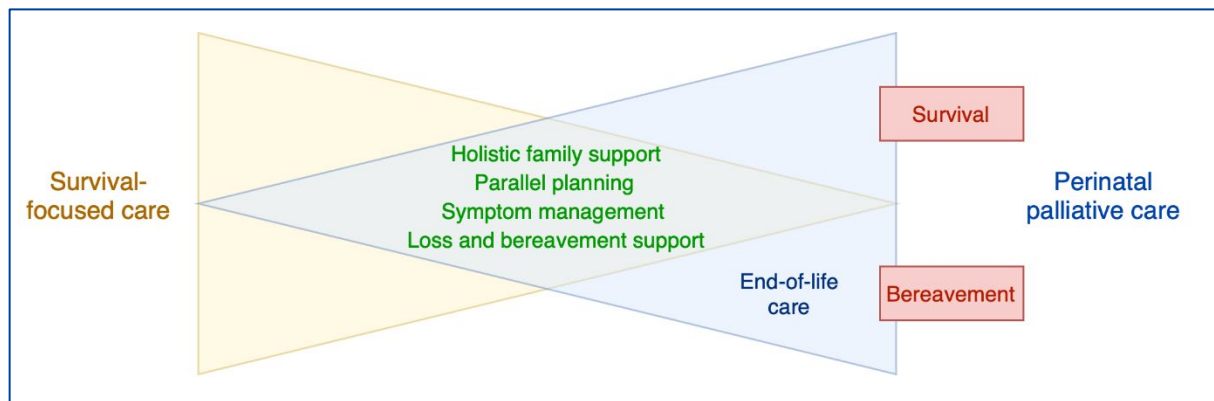 Survival-
focused care
Holistic family support
Parallel planning
Symptom management
Loss and bereavement support
End-of-life
care
Survival
Bereavement
Perinatal
palliative care